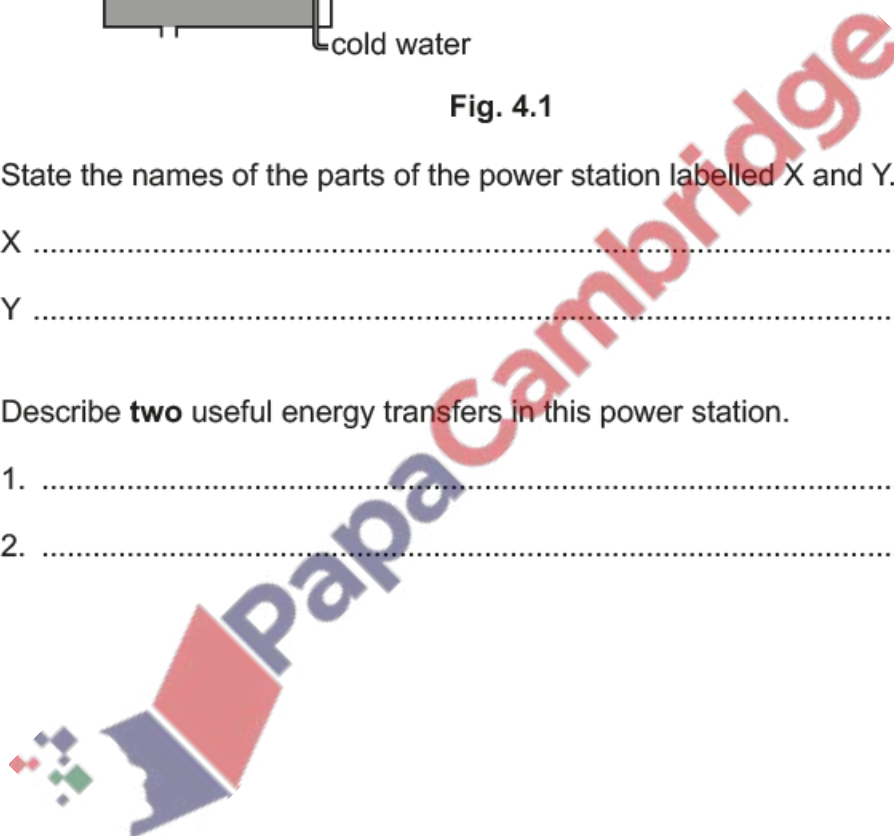 cold water
Fig. 4.1
State the names of the parts of the power station labelled X and Y.
X ................................................................................
Y ................................................................................
Describe two useful energy transfers in this power station.
1. ................................................................................
2. ................................................................................
PapaCambridge